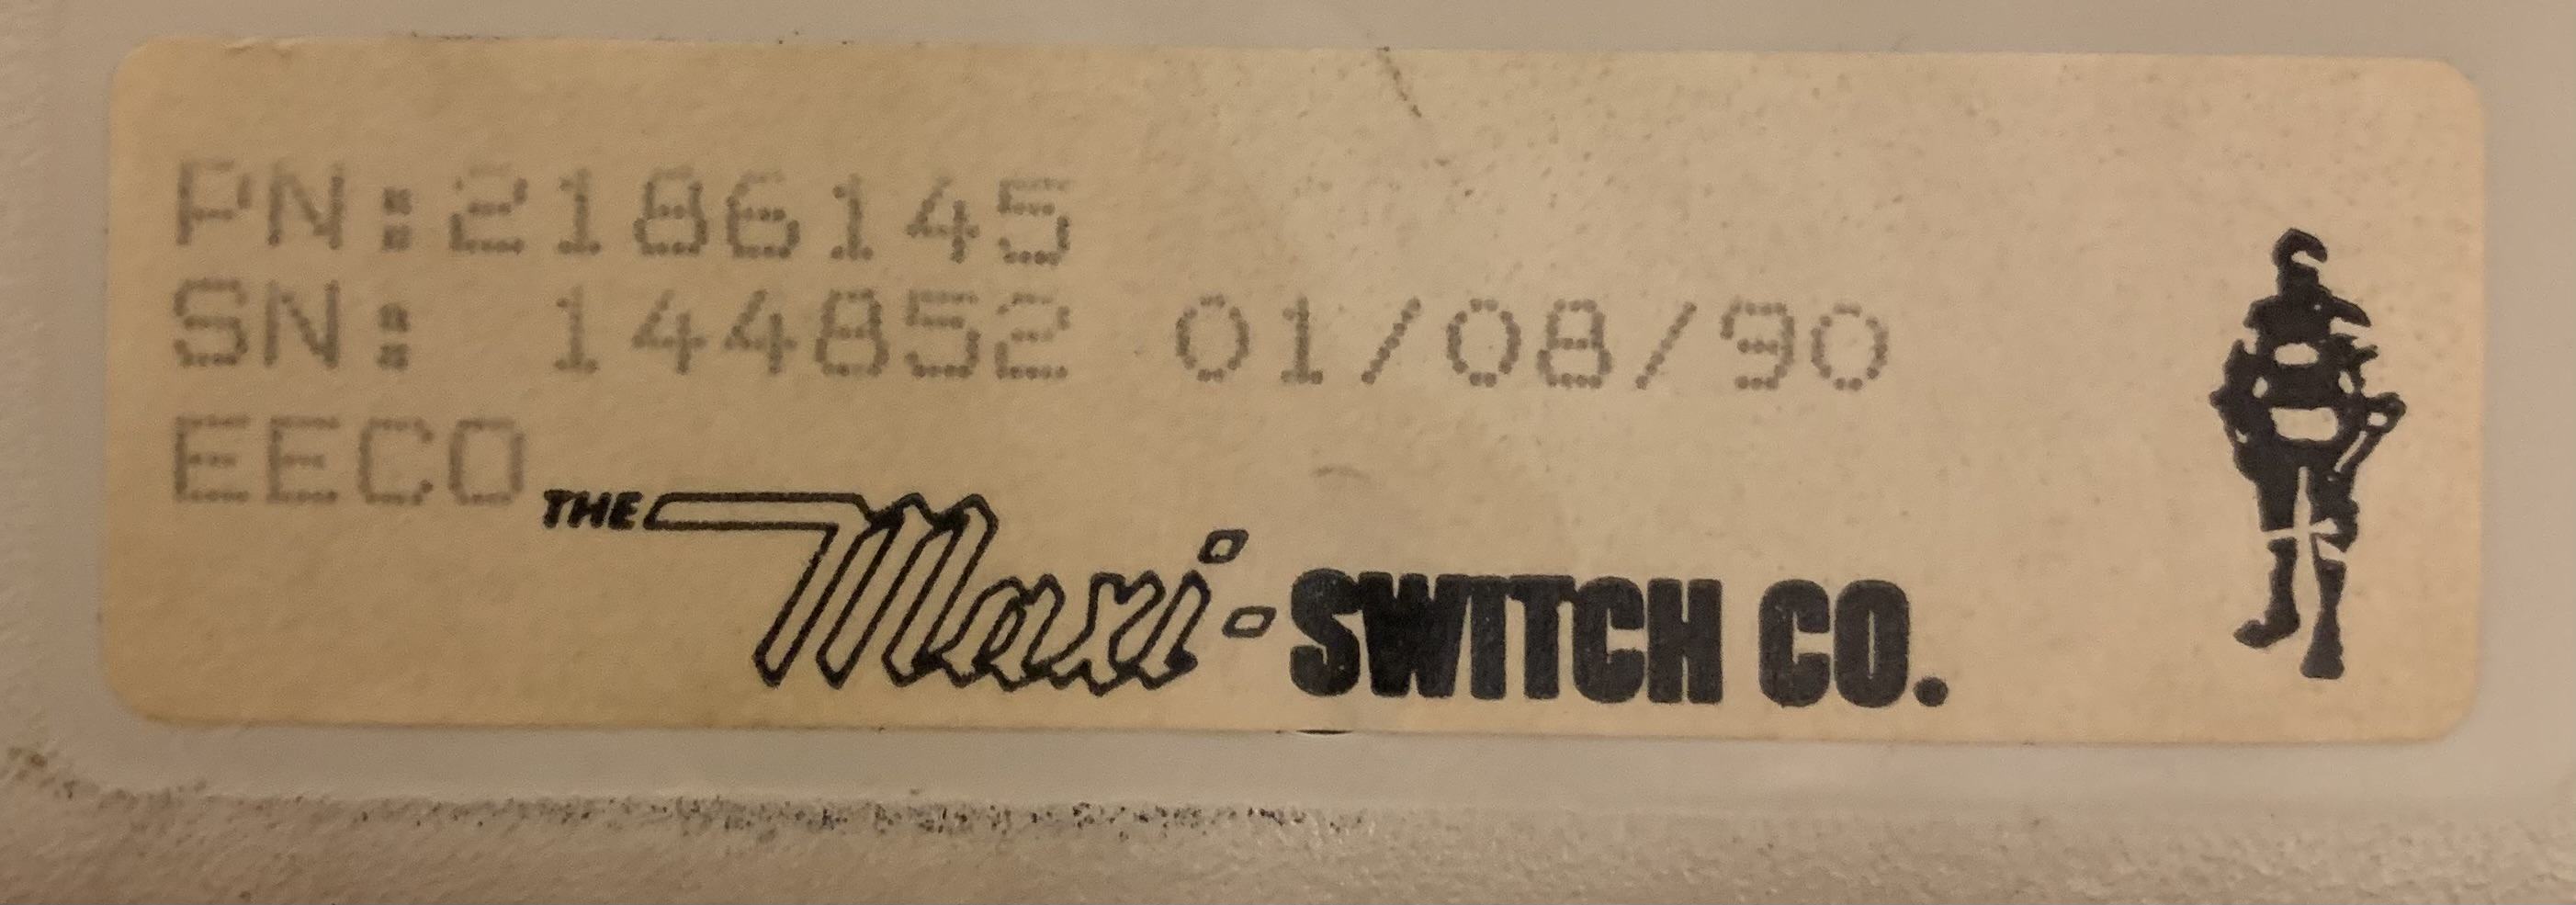 PN:2186145
SN: 144852 01/08/90
EECO
THE Maxi-SWITCH CO.